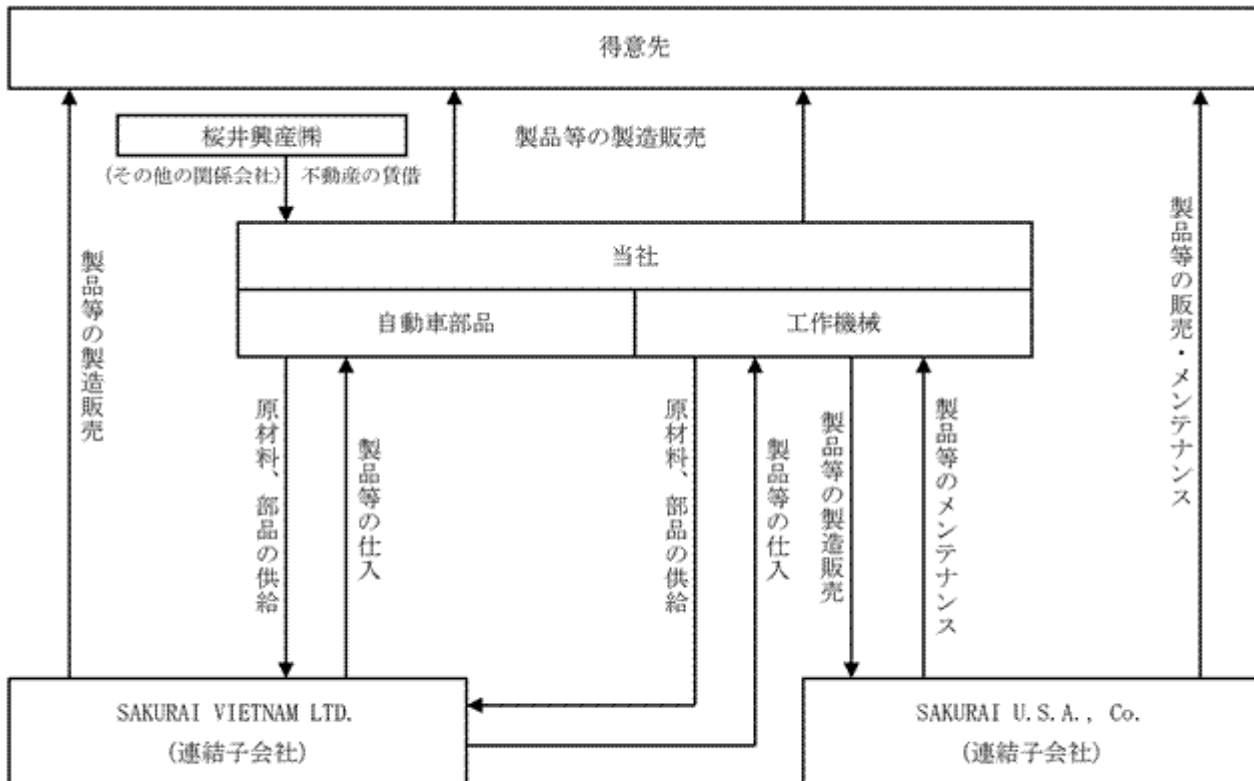 得意先
桜井興産㈱
(その他の関係会社)
不動産の賃借
製品等の製造販売
当社
自動車部品
工作機械
製品等の製造販売
原材料、部品の供給
製品等の仕入
原材料、部品の供給
製品等の仕入
製品等の製造販売
製品等のメンテナンス
製品等の販売・メンテナンス
SAKURAI VIETNAM LTD.
(連結子会社)
SAKURAI U.S.A., Co.
(連結子会社)